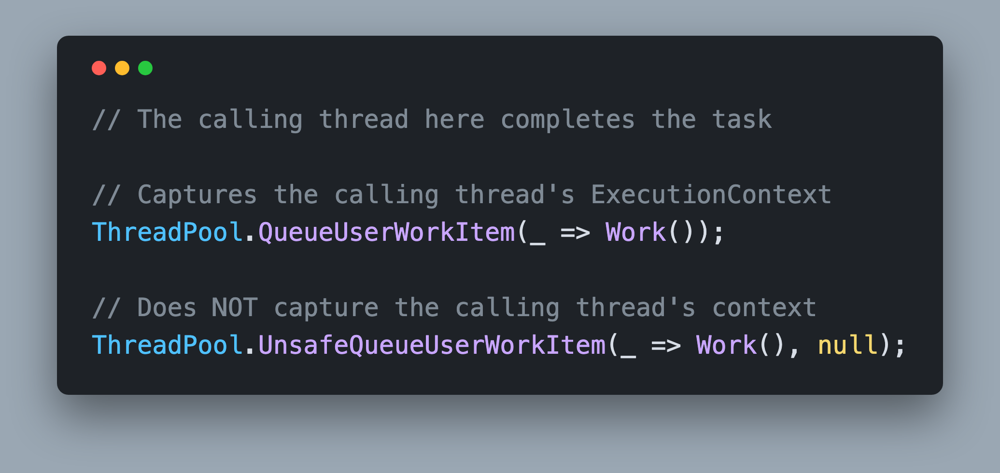 // The calling thread here completes the task
// Captures the calling thread's ExecutionContext
ThreadPool.QueueUserWorkItem(_ => Work());
// Does NOT capture the calling thread's context
ThreadPool.UnsafeQueueUserWorkItem(_ => Work(), null);